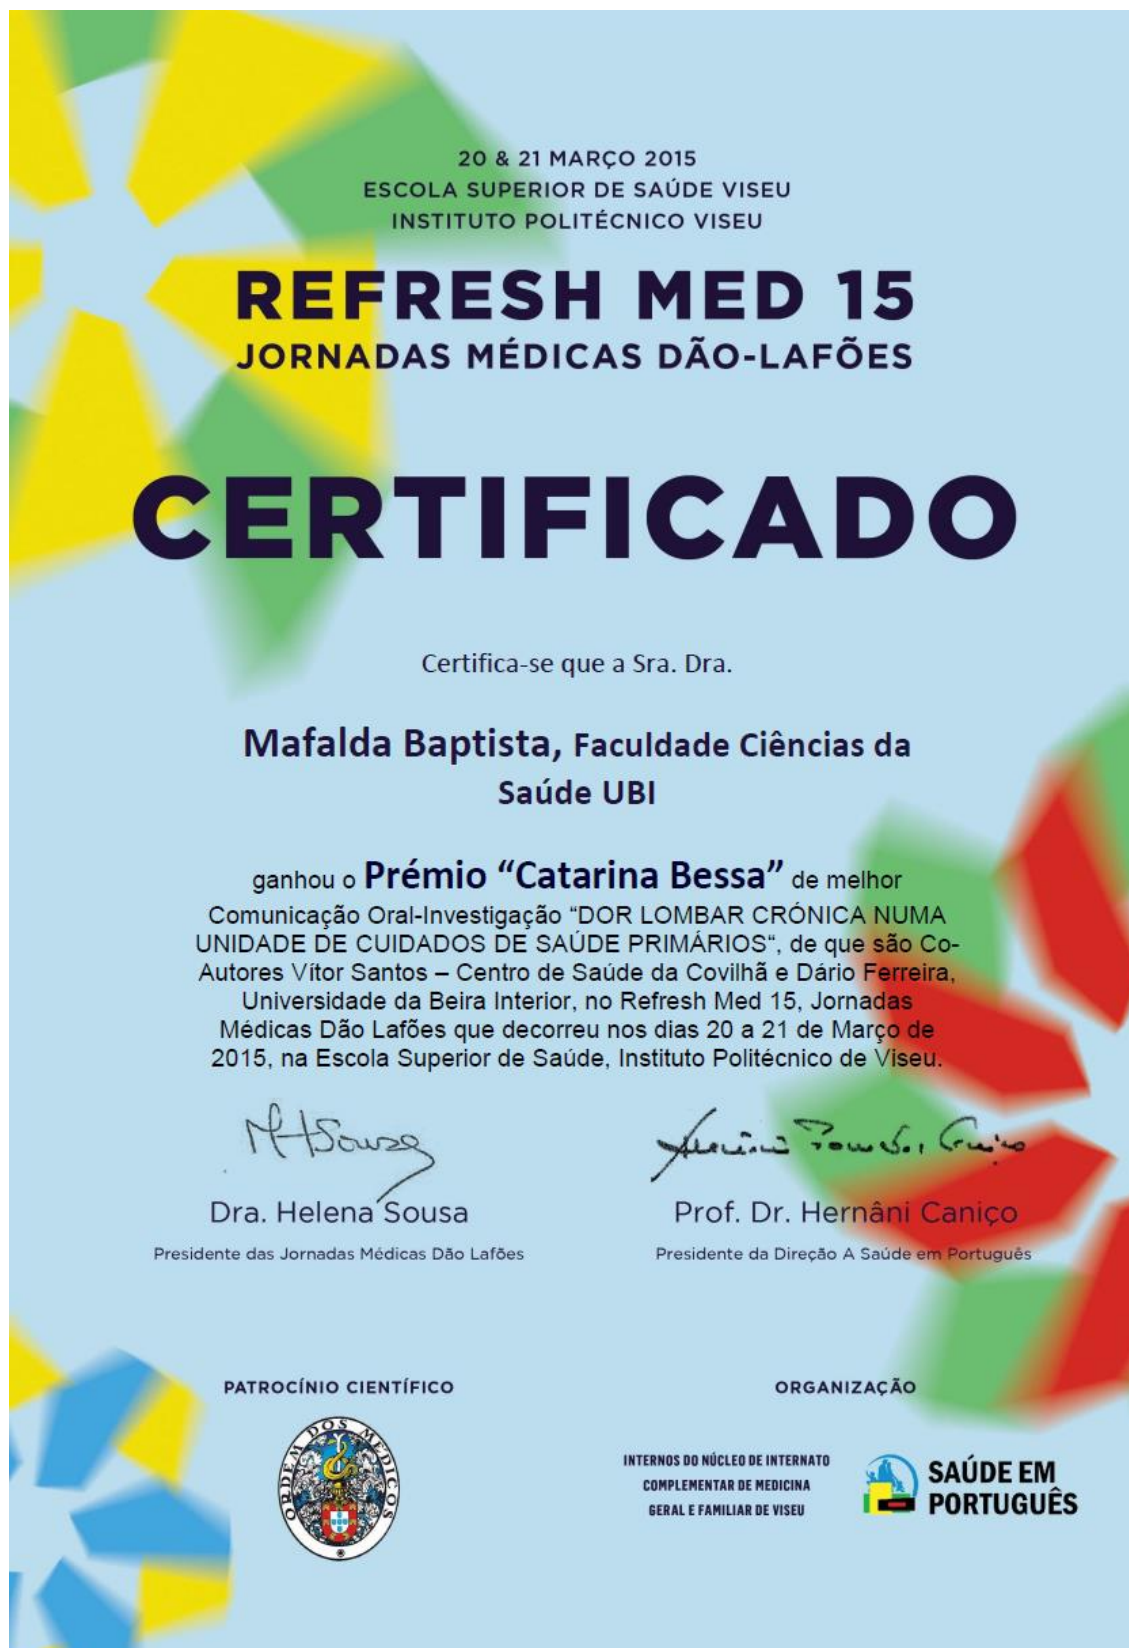 20 & 21 MARÇO 2015
ESCOLA SUPERIOR DE SAÚDE VISEU
INSTITUTO POLITÉCNICO VISEU
REFRESH MED 15
JORNADAS MÉDICAS DÃO-LAFÕES
CERTIFICADO
Certifica-se que a Sra. Dra.
Mafalda Baptista, Faculdade Ciências da
Saúde UBI
ganhou o Prémio “Catarina Bessa” de melhor
Comunicação Oral-Investigação “DOR LOMBAR CRÓNICA NUMA
UNIDADE DE CUIDADOS DE SAÚDE PRIMÁRIOS“, de que são Co-
Autores Vítor Santos – Centro de Saúde da Covilhã e Dário Ferreira,
Universidade da Beira Interior, no Refresh Med 15, Jornadas
Médicas Dão Lafões que decorreu nos dias 20 a 21 de Março de
2015, na Escola Superior de Saúde, Instituto Politécnico de Viseu.
Dra. Helena Sousa
Presidente das Jornadas Médicas Dão Lafões
Prof. Dr. Hernâni Caniço
Presidente da Direção A Saúde em Português
PATROCÍNIO CIENTÍFICO
ORDEM DOS MÉDICOS
ORGANIZAÇÃO
INTERNOS DO NÚCLEO DE INTERNATO
COMPLEMENTAR DE MEDICINA
GERAL E FAMILIAR DE VISEU
SAÚDE EM
PORTUGUÊS